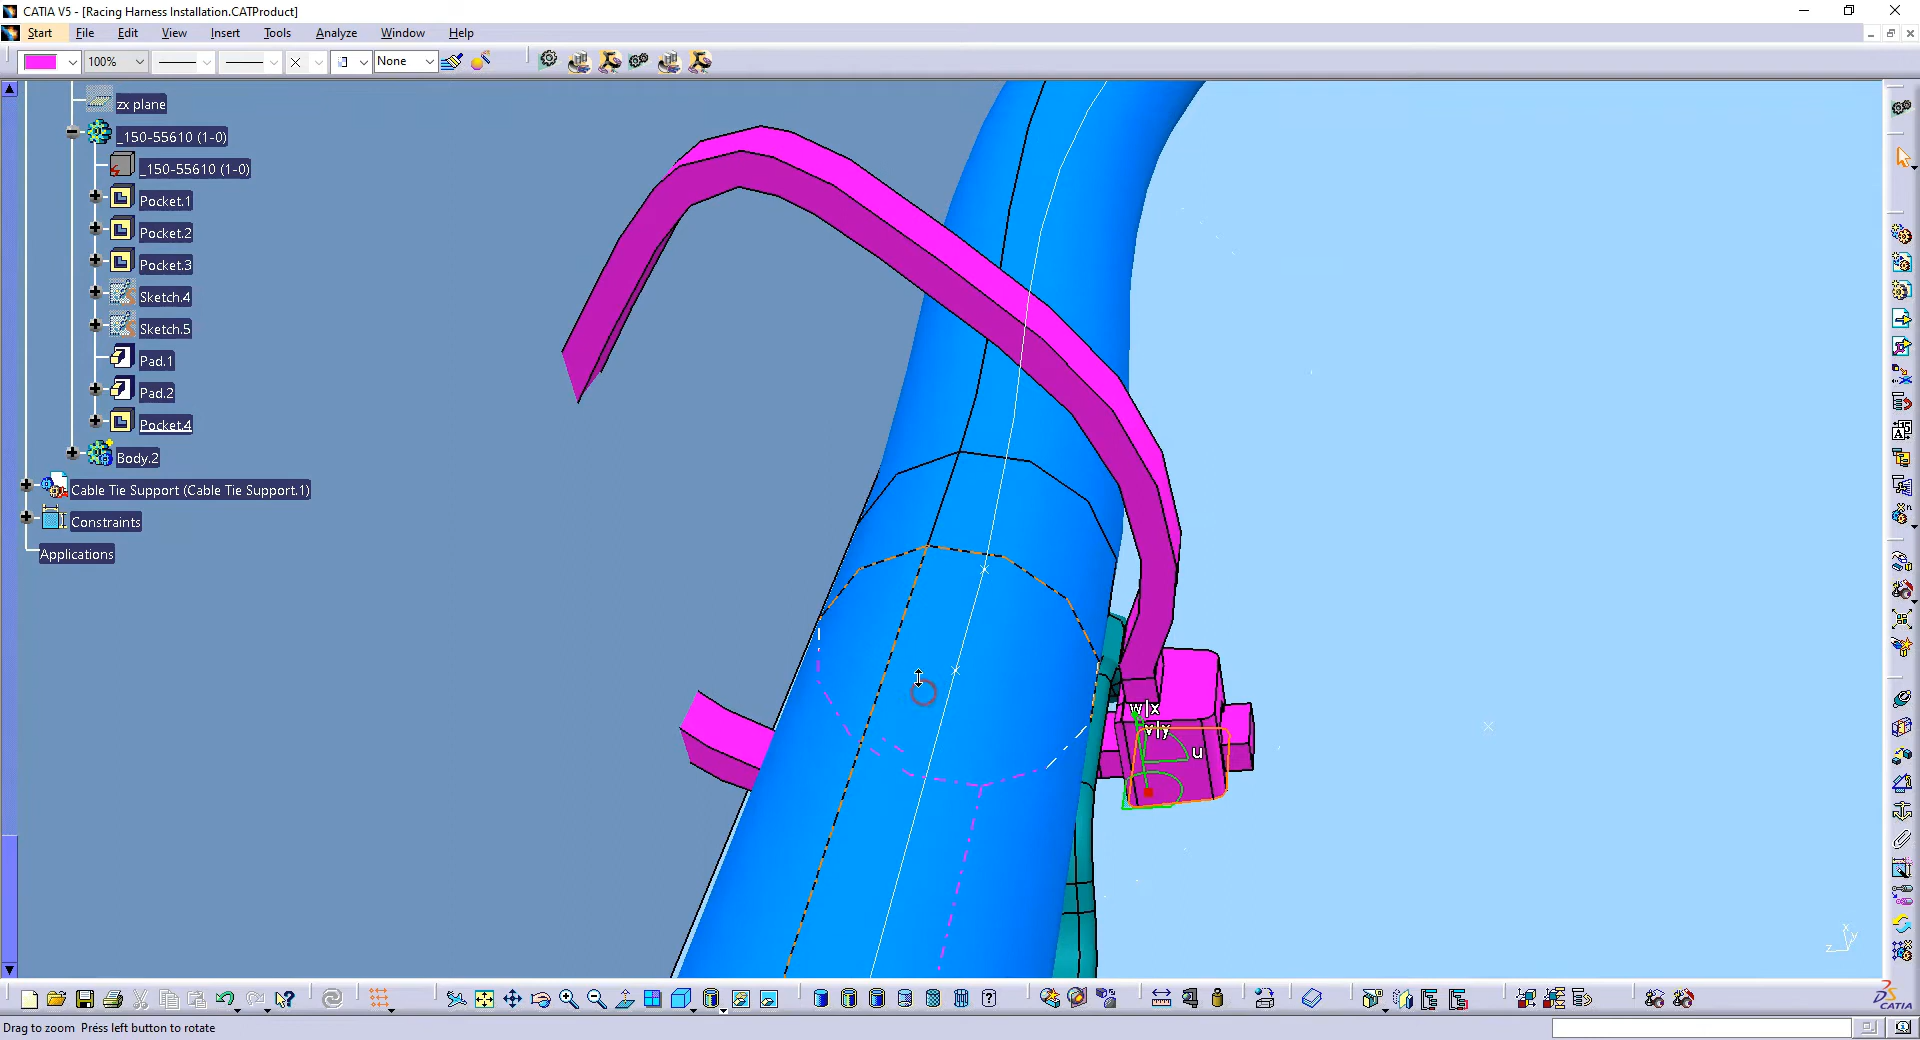 CATIA V5 - [Racing Harness Installation.CATProduct]
Start File Edit View Insert Tools Analyze Window Help
100% None
zx plane
_150-55610 (1-0)
_150-55610 (1-0)
Pocket.1
Pocket.2
Pocket.3
Sketch.4
Sketch.5
Pad.1
Pad.2
Pocket.4
Body.2
Cable Tie Support (Cable Tie Support.1)
Constraints
Applications
w|x
v|y
u
x
y
z
CATIA
Drag to zoom Press left button to rotate